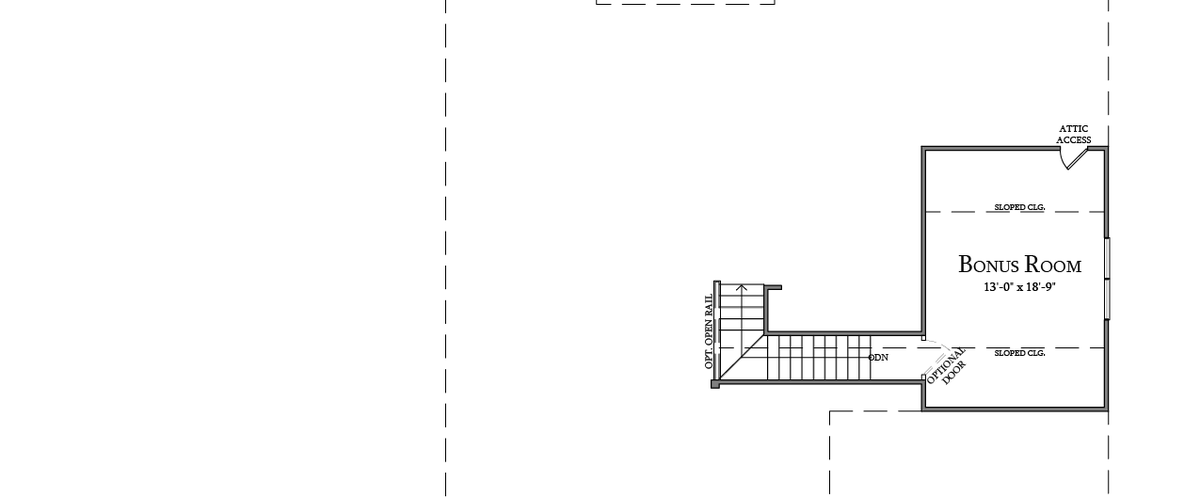 ATTIC
ACCESS
SLOPED CLG.
BONUS ROOM
13'-0" x 18'-9"
OPT. OPEN RAIL
DN
SLOPED CLG.
OPTIONAL
DOOR